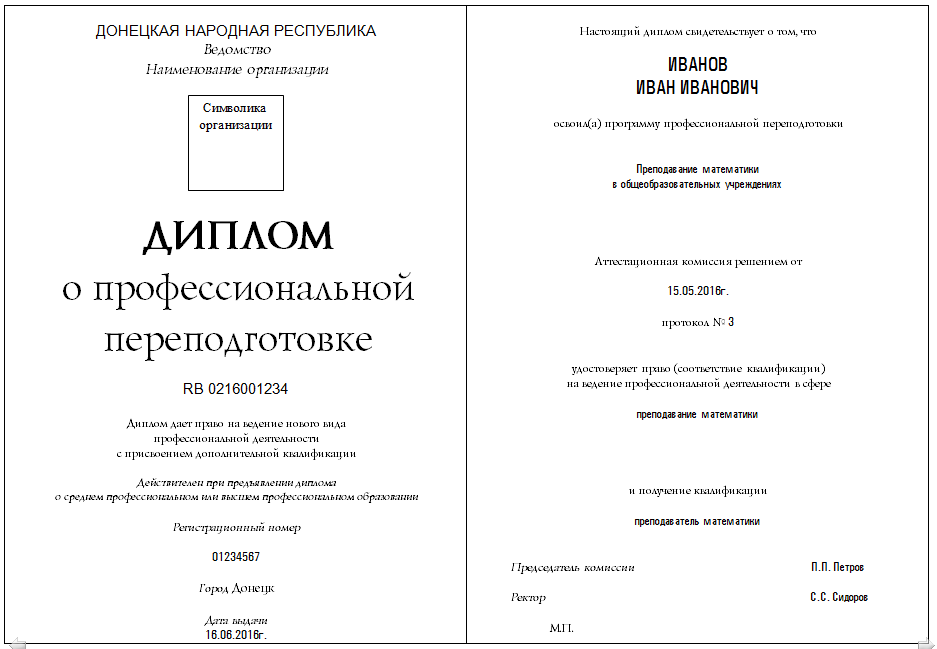 ДОНЕЦКАЯ НАРОДНАЯ РЕСПУБЛИКА
Ведомство
Наименование организации
Символика
организации
ДИПЛОМ
о профессиональной
переподготовке
RB 0216001234
Диплом дает право на ведение нового вида
профессиональной деятельности
с присвоением дополнительной квалификации
Действителен при предъявлении диплома
о среднем профессиональном или высшем профессиональном образовании
Регистрационный номер
01234567
Город Донецк
Дата выдачи
16.06.2016г.
Настоящий диплом свидетельствует о том, что
ИВАНОВ
ИВАН ИВАНОВИЧ
освоил(а) программу профессиональной переподготовки
Преподавание математики
в общеобразовательных учреждениях
Аттестационная комиссия решением от
15.05.2016г.
протокол № 3
удостоверяет право (соответствие квалификации)
на ведение профессиональной деятельности в сфере
преподавание математики
и получение квалификации
преподаватель математики
Председатель комиссии П.П. Петров
Ректор С.С. Сидоров
М.П.